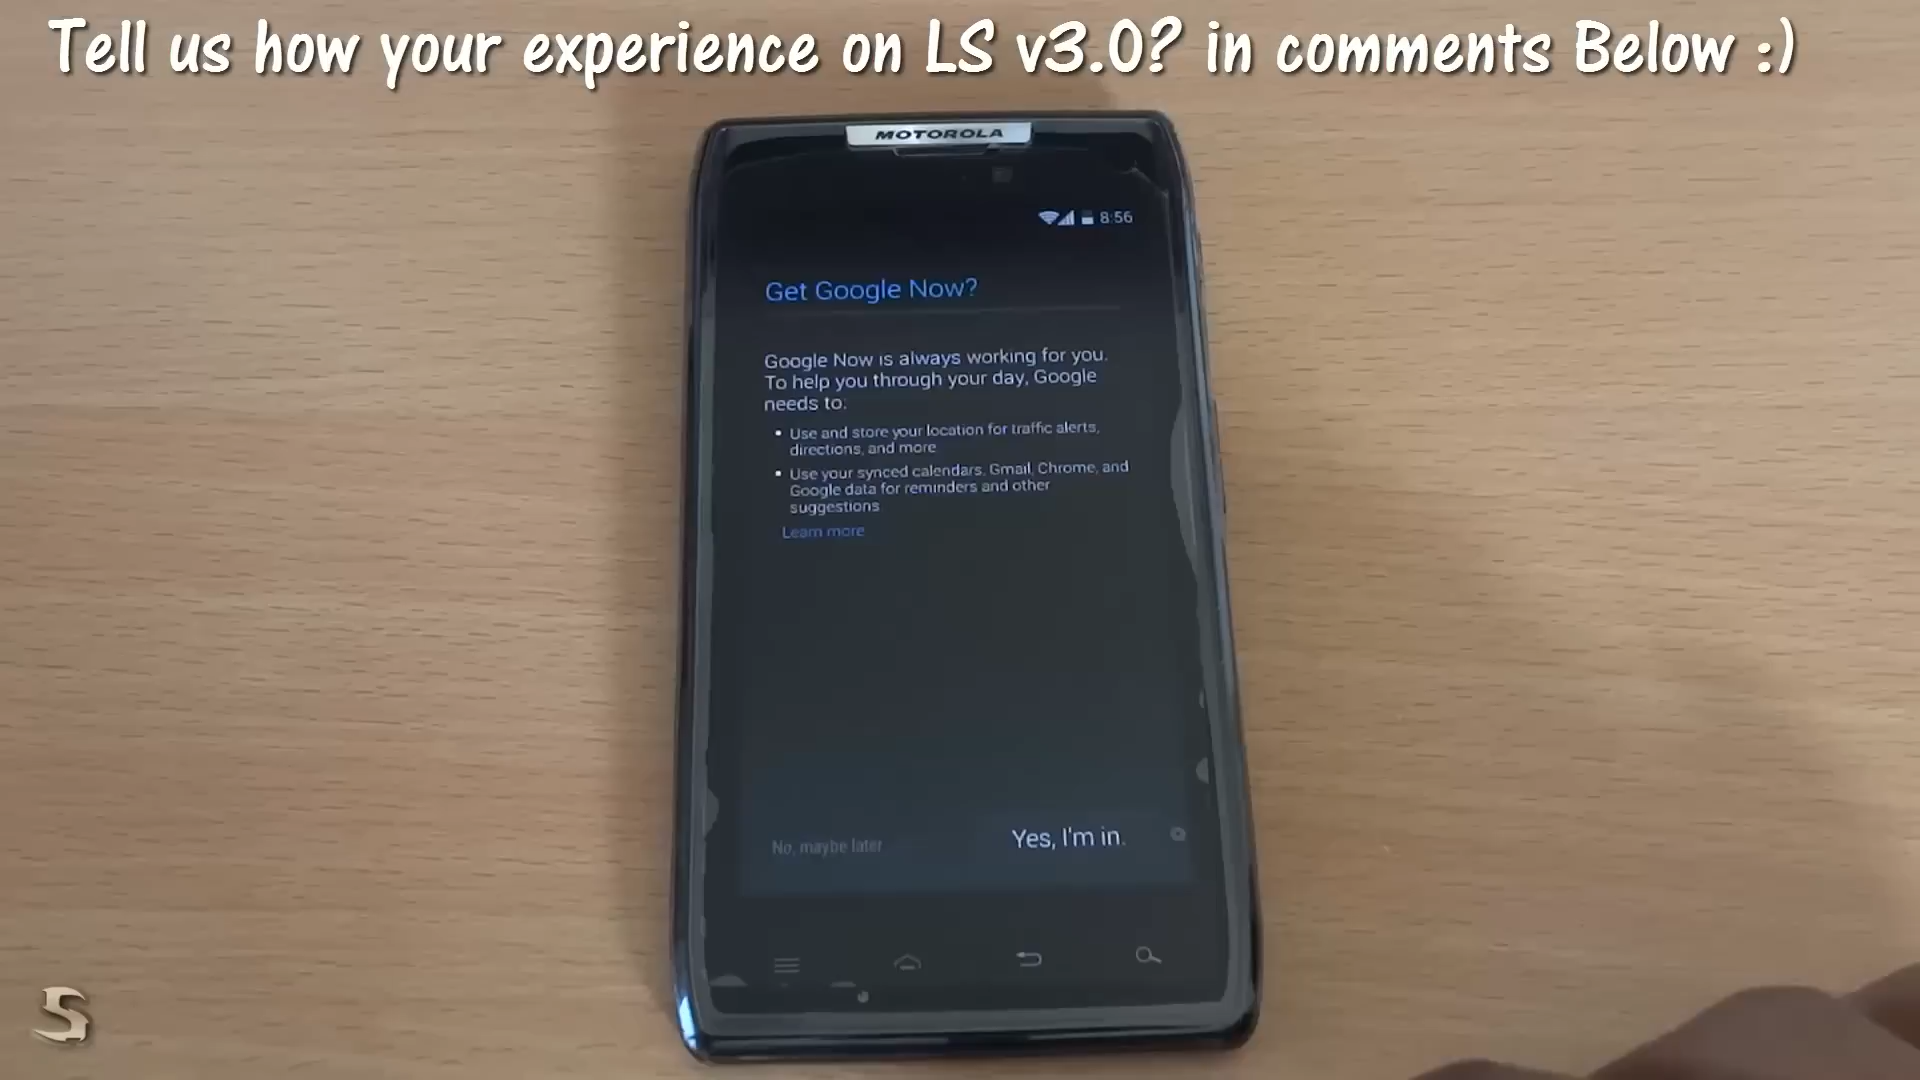 Tell us how your experience on LS v3.0? in comments Below :)
MOTOROLA
8:56
Get Google Now?
Google Now is always working for you.
To help you through your day, Google
needs to:
• Use and store your location for traffic alerts,
directions, and more
• Use your synced calendars, Gmail, Chrome, and
Google data for reminders and other
suggestions
Learn more
No, maybe later
Yes, I'm in.
S